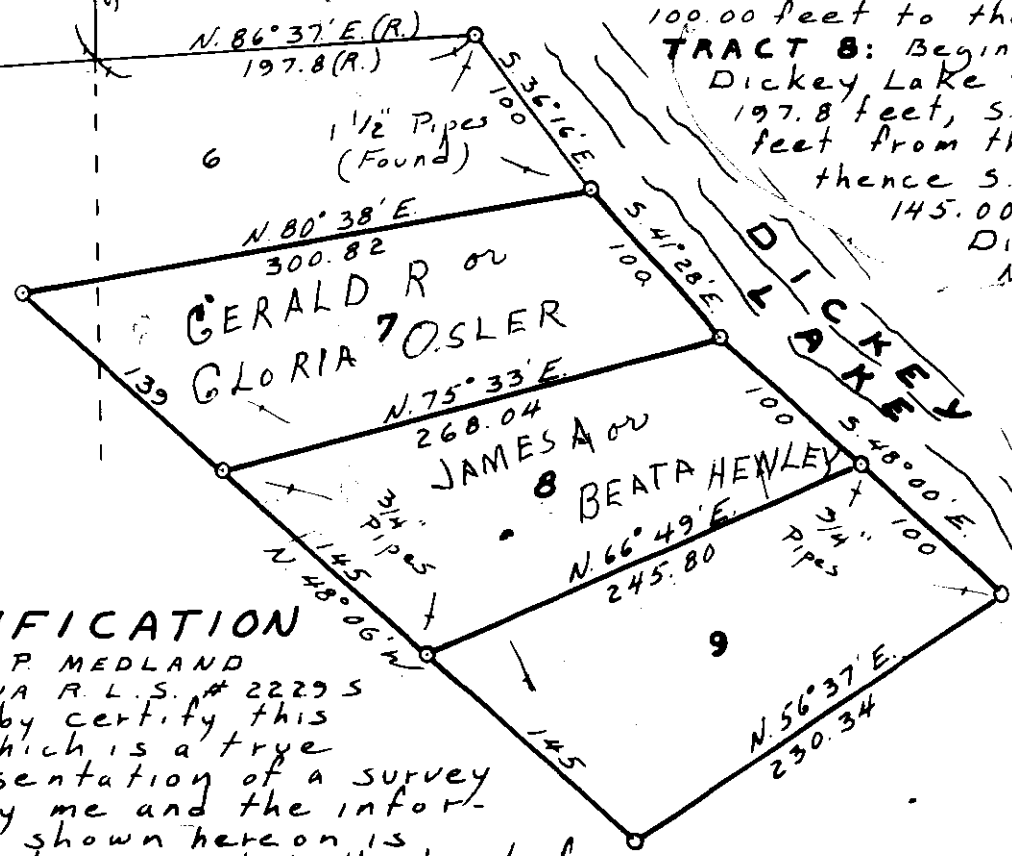 N. 86° 37' E. (R.)
197.8 (R.)
S. 36° 16' E.
100
1 1/2" Pipes
(Found)
6
100.00 feet to th
TRACT 8: Begin
Dickey Lake
197.8 feet, S.
feet from th
thence S.
145.00
Di
N. 80° 38' E.
300.82
S. 41° 28' E.
100
DICKEY
LAKE
GERALD R or
7
GLORIA OSLER
139
N. 75° 33' E.
268.04
100
S. 48° 00' E.
100
JAMES A or
8
BEATA HENLEY
3/4"
Pipes
145
N. 48° 06' W
N. 66° 49' E.
245.80
3/4"
Pipes
9
145
N. 56° 37' E.
230.34
IFICATION
P. MEDLAND
A R. L. S. # 2229 S
by certify this
hich is a true
sentation of a survey
y me and the infor-
shown hereon is